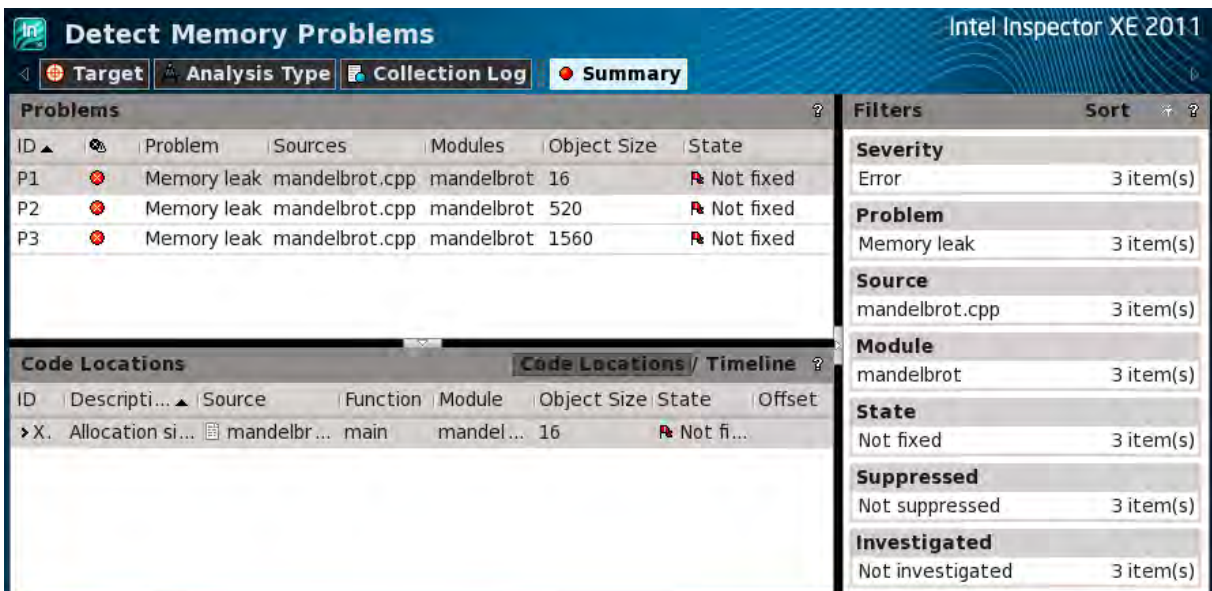 Detect Memory Problems
Intel Inspector XE 2011
Target Analysis Type Collection Log Summary
Problems ?
ID Problem Sources Modules Object Size State
P1 Memory leak mandelbrot.cpp mandelbrot 16 Not fixed
P2 Memory leak mandelbrot.cpp mandelbrot 520 Not fixed
P3 Memory leak mandelbrot.cpp mandelbrot 1560 Not fixed
Code Locations Code Locations / Timeline ?
ID Descripti... Source Function Module Object Size State Offset
X. Allocation si... mandelbr... main mandel... 16 Not fi...
Filters Sort ?
Severity
Error 3 item(s)
Problem
Memory leak 3 item(s)
Source
mandelbrot.cpp 3 item(s)
Module
mandelbrot 3 item(s)
State
Not fixed 3 item(s)
Suppressed
Not suppressed 3 item(s)
Investigated
Not investigated 3 item(s)